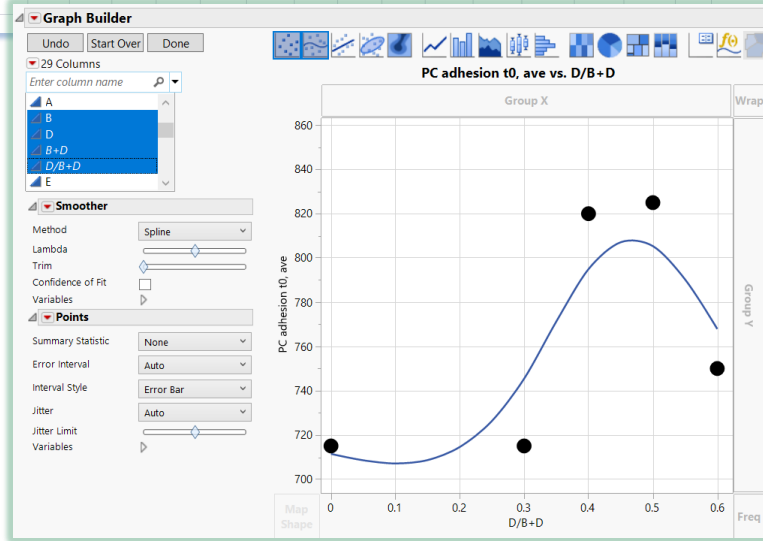 Graph Builder
Undo Start Over Done
29 Columns
Enter column name
A
B
D
B+D
D/B+D
E
Smoother
Method Spline
Lambda
Trim
Confidence of Fit
Variables
Points
Summary Statistic None
Error Interval Auto
Interval Style Error Bar
Jitter Auto
Jitter Limit
Variables
PC adhesion t0, ave vs. D/B+D
Group X
Wrap
860
840
820
800
780
760
740
720
700
PC adhesion t0, ave
Group Y
0 0.1 0.2 0.3 0.4 0.5 0.6
D/B+D
Map
Shape
Freq